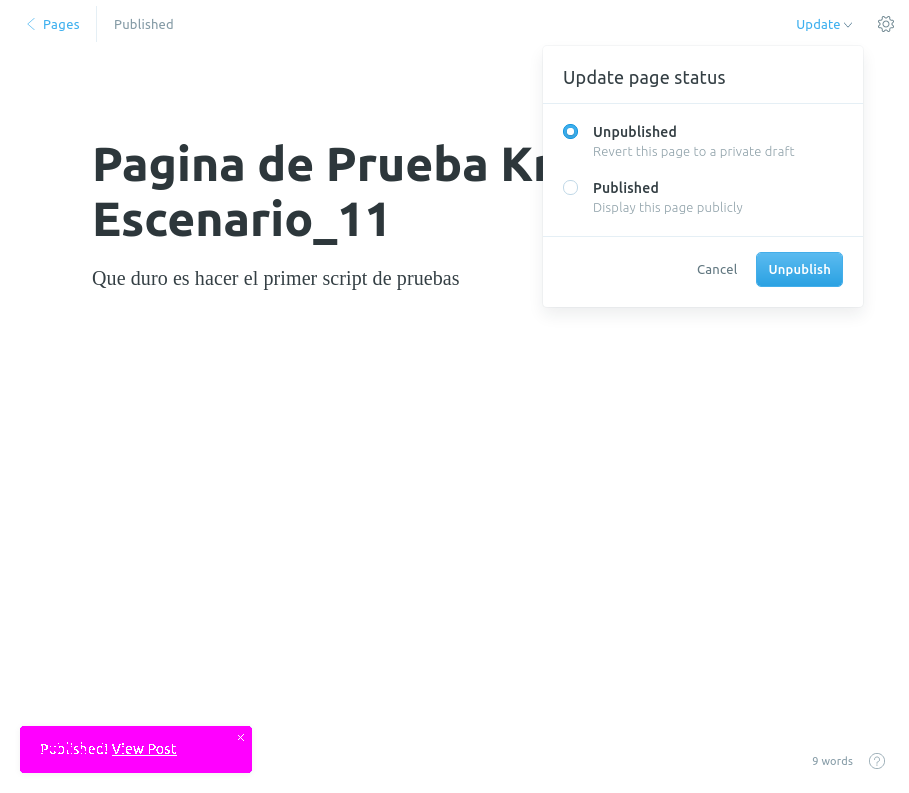 Pages
Published
Update
Update page status
Unpublished
Revert this page to a private draft
Published
Display this page publicly
Cancel
Unpublish
Pagina de Prueba
Escenario_11
Que duro es hacer el primer script de pruebas
Published! View Post
9 words